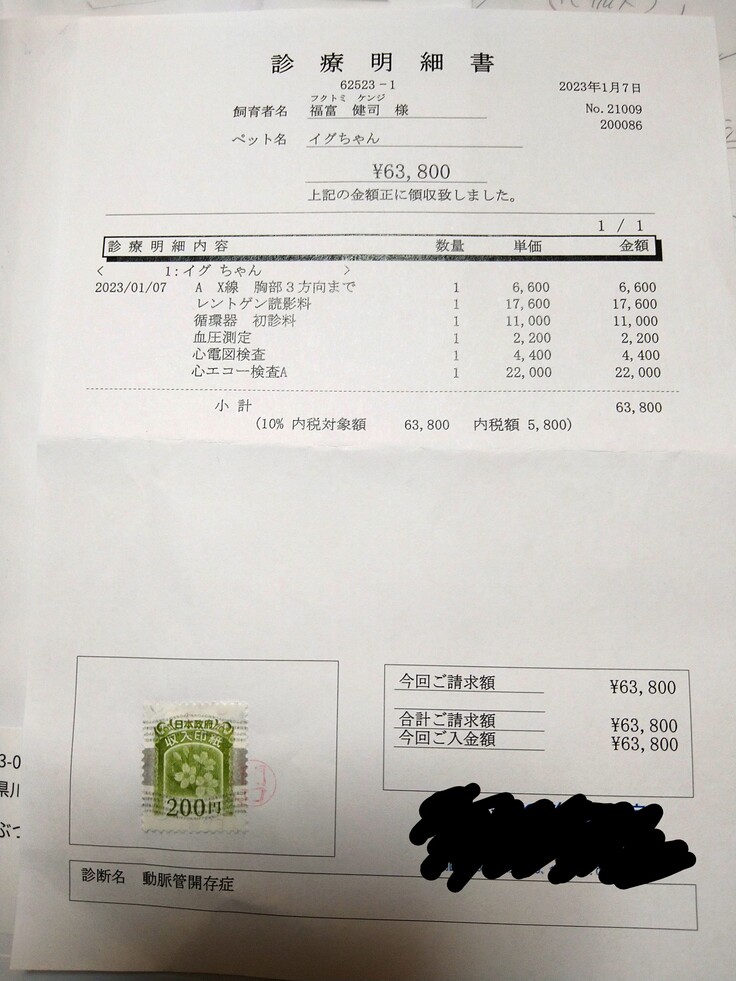 診療明細書
62523-1
2023年1月7日
フクトミ ケンジ
飼育者名 福富 健司 様
No.21009
200086
ペット名 イグちゃん
¥63,800
上記の金額正に領収致しました。
1 / 1
診療明細内容 数量 単価 金額
< 1:イグ ちゃん >
2023/01/07 A X線 胸部3方向まで 1 6,600 6,600
レントゲン読影料 1 17,600 17,600
循環器 初診料 1 11,000 11,000
血圧測定 1 2,200 2,200
心電図検査 1 4,400 4,400
心エコー検査A 1 22,000 22,000
小計 63,800
(10% 内税対象額 63,800 内税額 5,800)
今回ご請求額 ¥63,800
合計ご請求額 ¥63,800
今回ご入金額 ¥63,800
日本政府
収入印紙
200円
診断名 動脈管開存症
3-0
県川
ぶつ